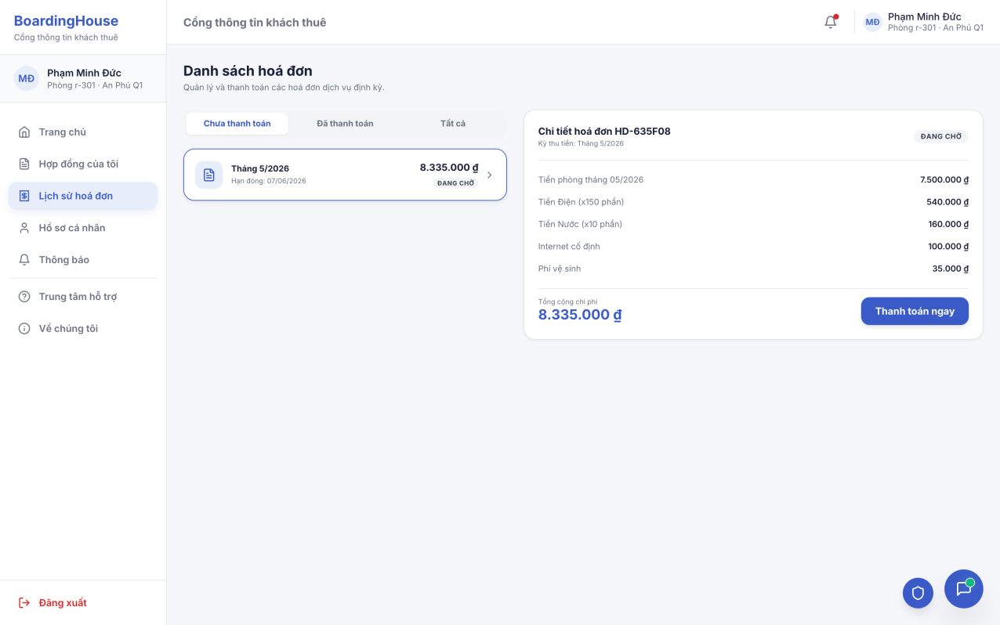 BoardingHouse
Cổng thông tin khách thuê
MĐ
Phạm Minh Đức
Phòng r-301 · An Phú Q1
Trang chủ
Hợp đồng của tôi
Lịch sử hoá đơn
Hồ sơ cá nhân
Thông báo
Trung tâm hỗ trợ
Về chúng tôi
Đăng xuất
Cổng thông tin khách thuê
MĐ
Phạm Minh Đức
Phòng r-301 · An Phú Q1
Danh sách hoá đơn
Quản lý và thanh toán các hoá đơn dịch vụ định kỳ.
Chưa thanh toán
Đã thanh toán
Tất cả
Tháng 5/2026
Hạn đóng: 07/06/2026
8.335.000 ₫
ĐANG CHỜ
Chi tiết hoá đơn HD-635F08
Kỳ thu tiền: Tháng 5/2026
ĐANG CHỜ
Tiền phòng tháng 05/2026 7.500.000 ₫
Tiền Điện (x150 phần) 540.000 ₫
Tiền Nước (x10 phần) 160.000 ₫
Internet cố định 100.000 ₫
Phí vệ sinh 35.000 ₫
Tổng cộng chi phí
8.335.000 ₫
Thanh toán ngay